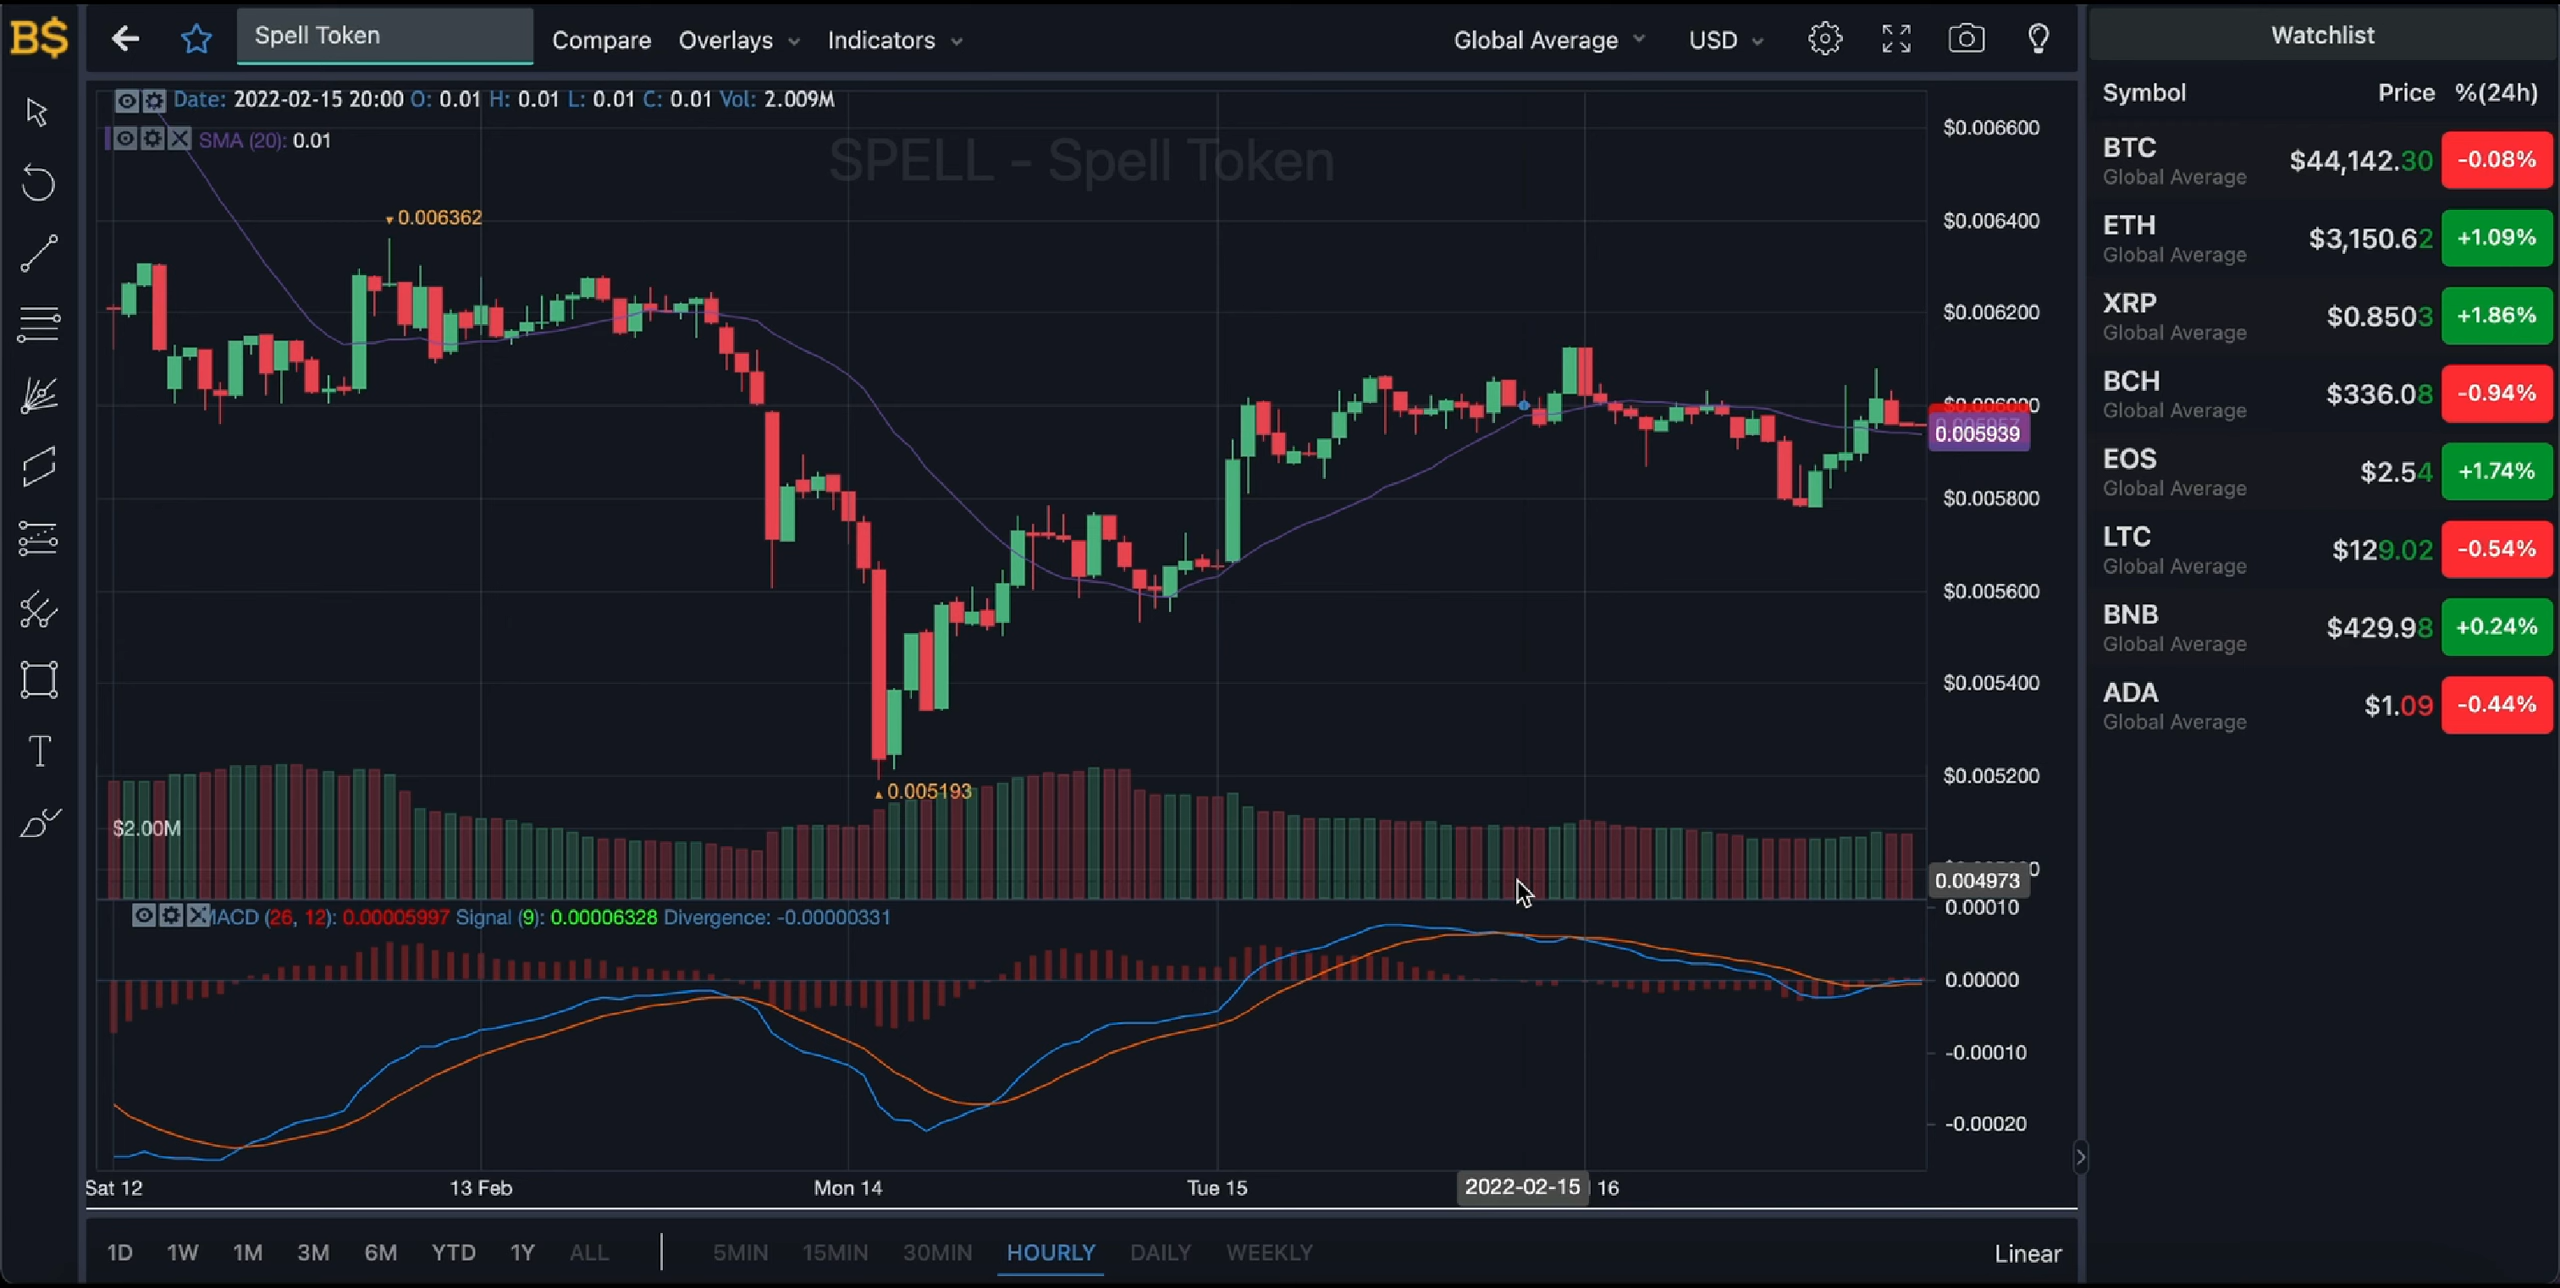 B$
Spell Token
Compare
Overlays
Indicators
Global Average
USD
Watchlist
Date: 2022-02-15 20:00 O: 0.01 H: 0.01 L: 0.01 C: 0.01 Vol: 2.009M
SMA (20): 0.01
SPELL - Spell Token
0.006362
0.005193
$2.00M
$0.006600
$0.006400
$0.006200
0.005939
$0.005800
$0.005600
$0.005400
$0.005200
0.004973
MACD (26, 12): 0.00005997 Signal (9): 0.00006328 Divergence: -0.00000331
0.00010
0.00000
-0.00010
-0.00020
Sat 12
13 Feb
Mon 14
Tue 15
2022-02-15
16
1D
1W
1M
3M
6M
YTD
1Y
ALL
5MIN
15MIN
30MIN
HOURLY
DAILY
WEEKLY
Linear
Symbol Price %(24h)
BTC $44,142.30 -0.08%
Global Average
ETH $3,150.62 +1.09%
Global Average
XRP $0.8503 +1.86%
Global Average
BCH $336.08 -0.94%
Global Average
EOS $2.54 +1.74%
Global Average
LTC $129.02 -0.54%
Global Average
BNB $429.98 +0.24%
Global Average
ADA $1.09 -0.44%
Global Average